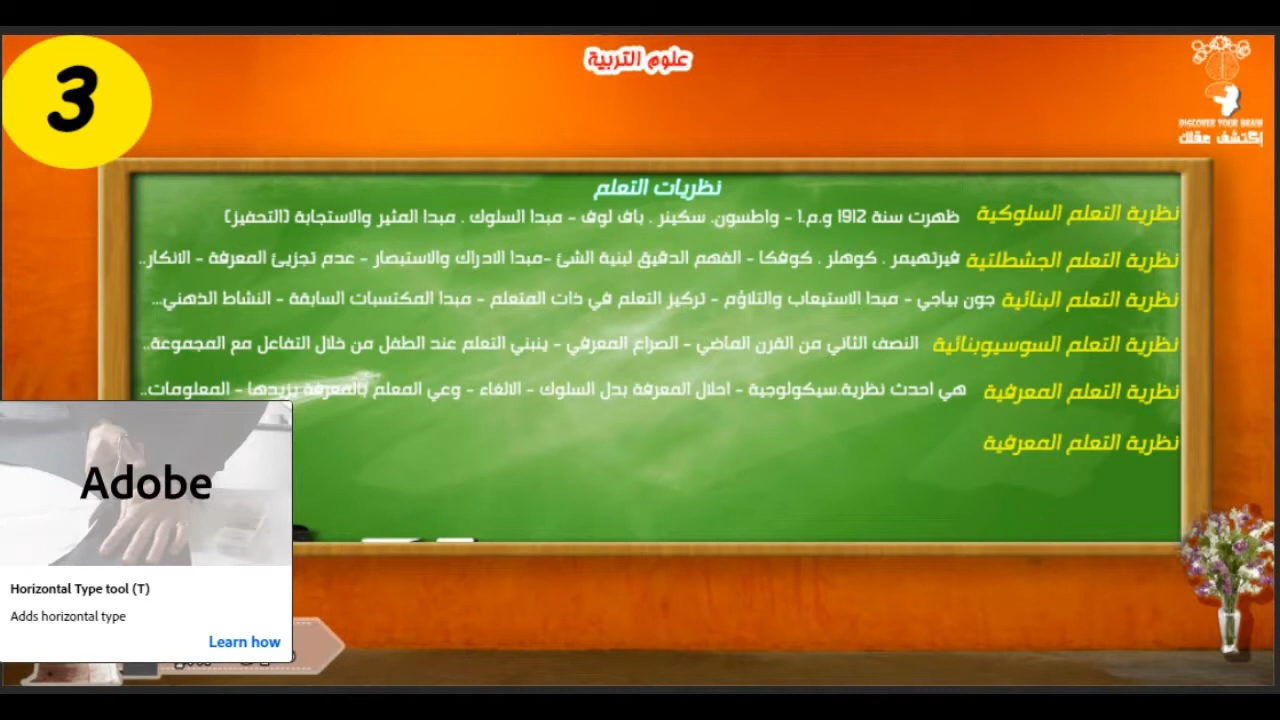 3
علوم التربية
DISCOVER YOUR BRAIN
إكتشف عقلك
نظريات التعلم
نظرية التعلم السلوكية ظهرت سنة 1912 و.م.ا - واطسون. سكينر . باف لوف - مبدا السلوك . مبدا المثير والاستجابة (التحفيز)
نظرية التعلم الجشطلتية فيرتهيمر . كوهلر . كوفكا - الفهم الدقيق لبنية الشئ -مبدا الادراك والاستبصار - عدم تجزيئ المعرفة - الانكار..
نظرية التعلم البنائية جون بياجي - مبدا الاستيعاب والتلاؤم - تركيز التعلم في ذات المتعلم - مبدا المكتسبات السابقة - النشاط الذهني...
نظرية التعلم السوسيوبنائية النصف الثاني من القرن الماضي - الصراع المعرفي - ينبني التعلم عند الطفل من خلال التفاعل مع المجموعة..
نظرية التعلم المعرفية هي احدث نظرية.سيكولوجية - احلال المعرفة بدل السلوك - الالغاء - وعي المعلم بالمعرفة يزيدها - المعلومات..
نظرية التعلم المعرفية
Adobe
Horizontal Type tool (T)
Adds horizontal type
Learn how